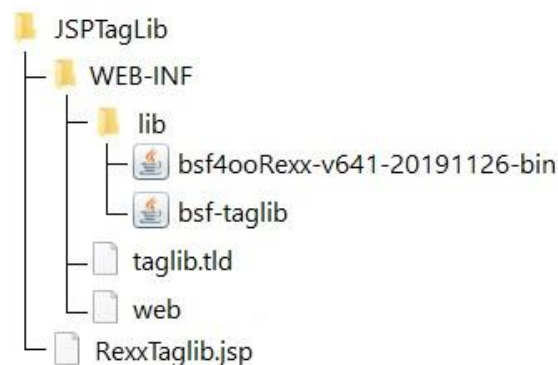 JSPTagLib
WEB-INF
lib
bsf4ooRexx-v641-20191126-bin
bsf-taglib
taglib.tld
web
RexxTaglib.jsp